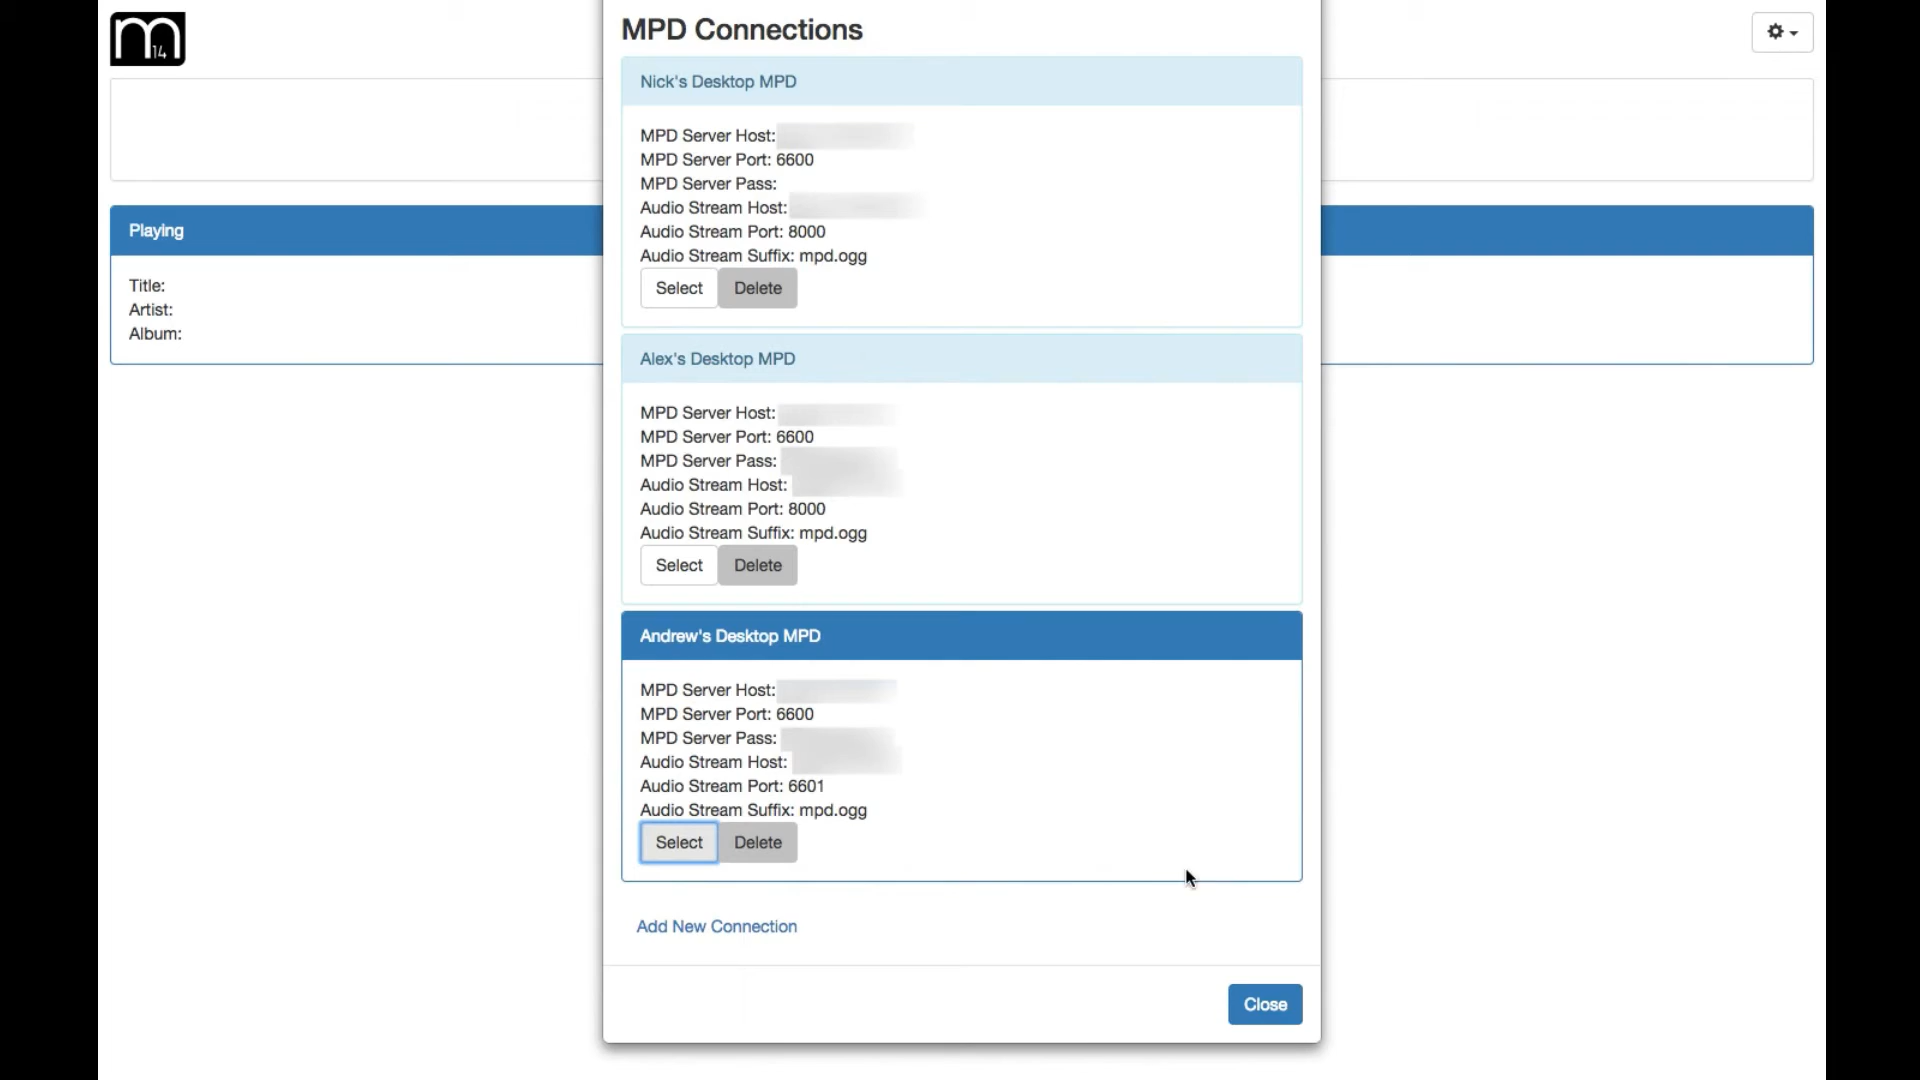 m14
MPD Connections
Nick's Desktop MPD
MPD Server Host:
MPD Server Port: 6600
MPD Server Pass:
Audio Stream Host:
Audio Stream Port: 8000
Audio Stream Suffix: mpd.ogg
Select Delete
Playing
Title:
Artist:
Album:
Alex's Desktop MPD
MPD Server Host:
MPD Server Port: 6600
MPD Server Pass:
Audio Stream Host:
Audio Stream Port: 8000
Audio Stream Suffix: mpd.ogg
Select Delete
Andrew's Desktop MPD
MPD Server Host:
MPD Server Port: 6600
MPD Server Pass:
Audio Stream Host:
Audio Stream Port: 6601
Audio Stream Suffix: mpd.ogg
Select Delete
Add New Connection
Close